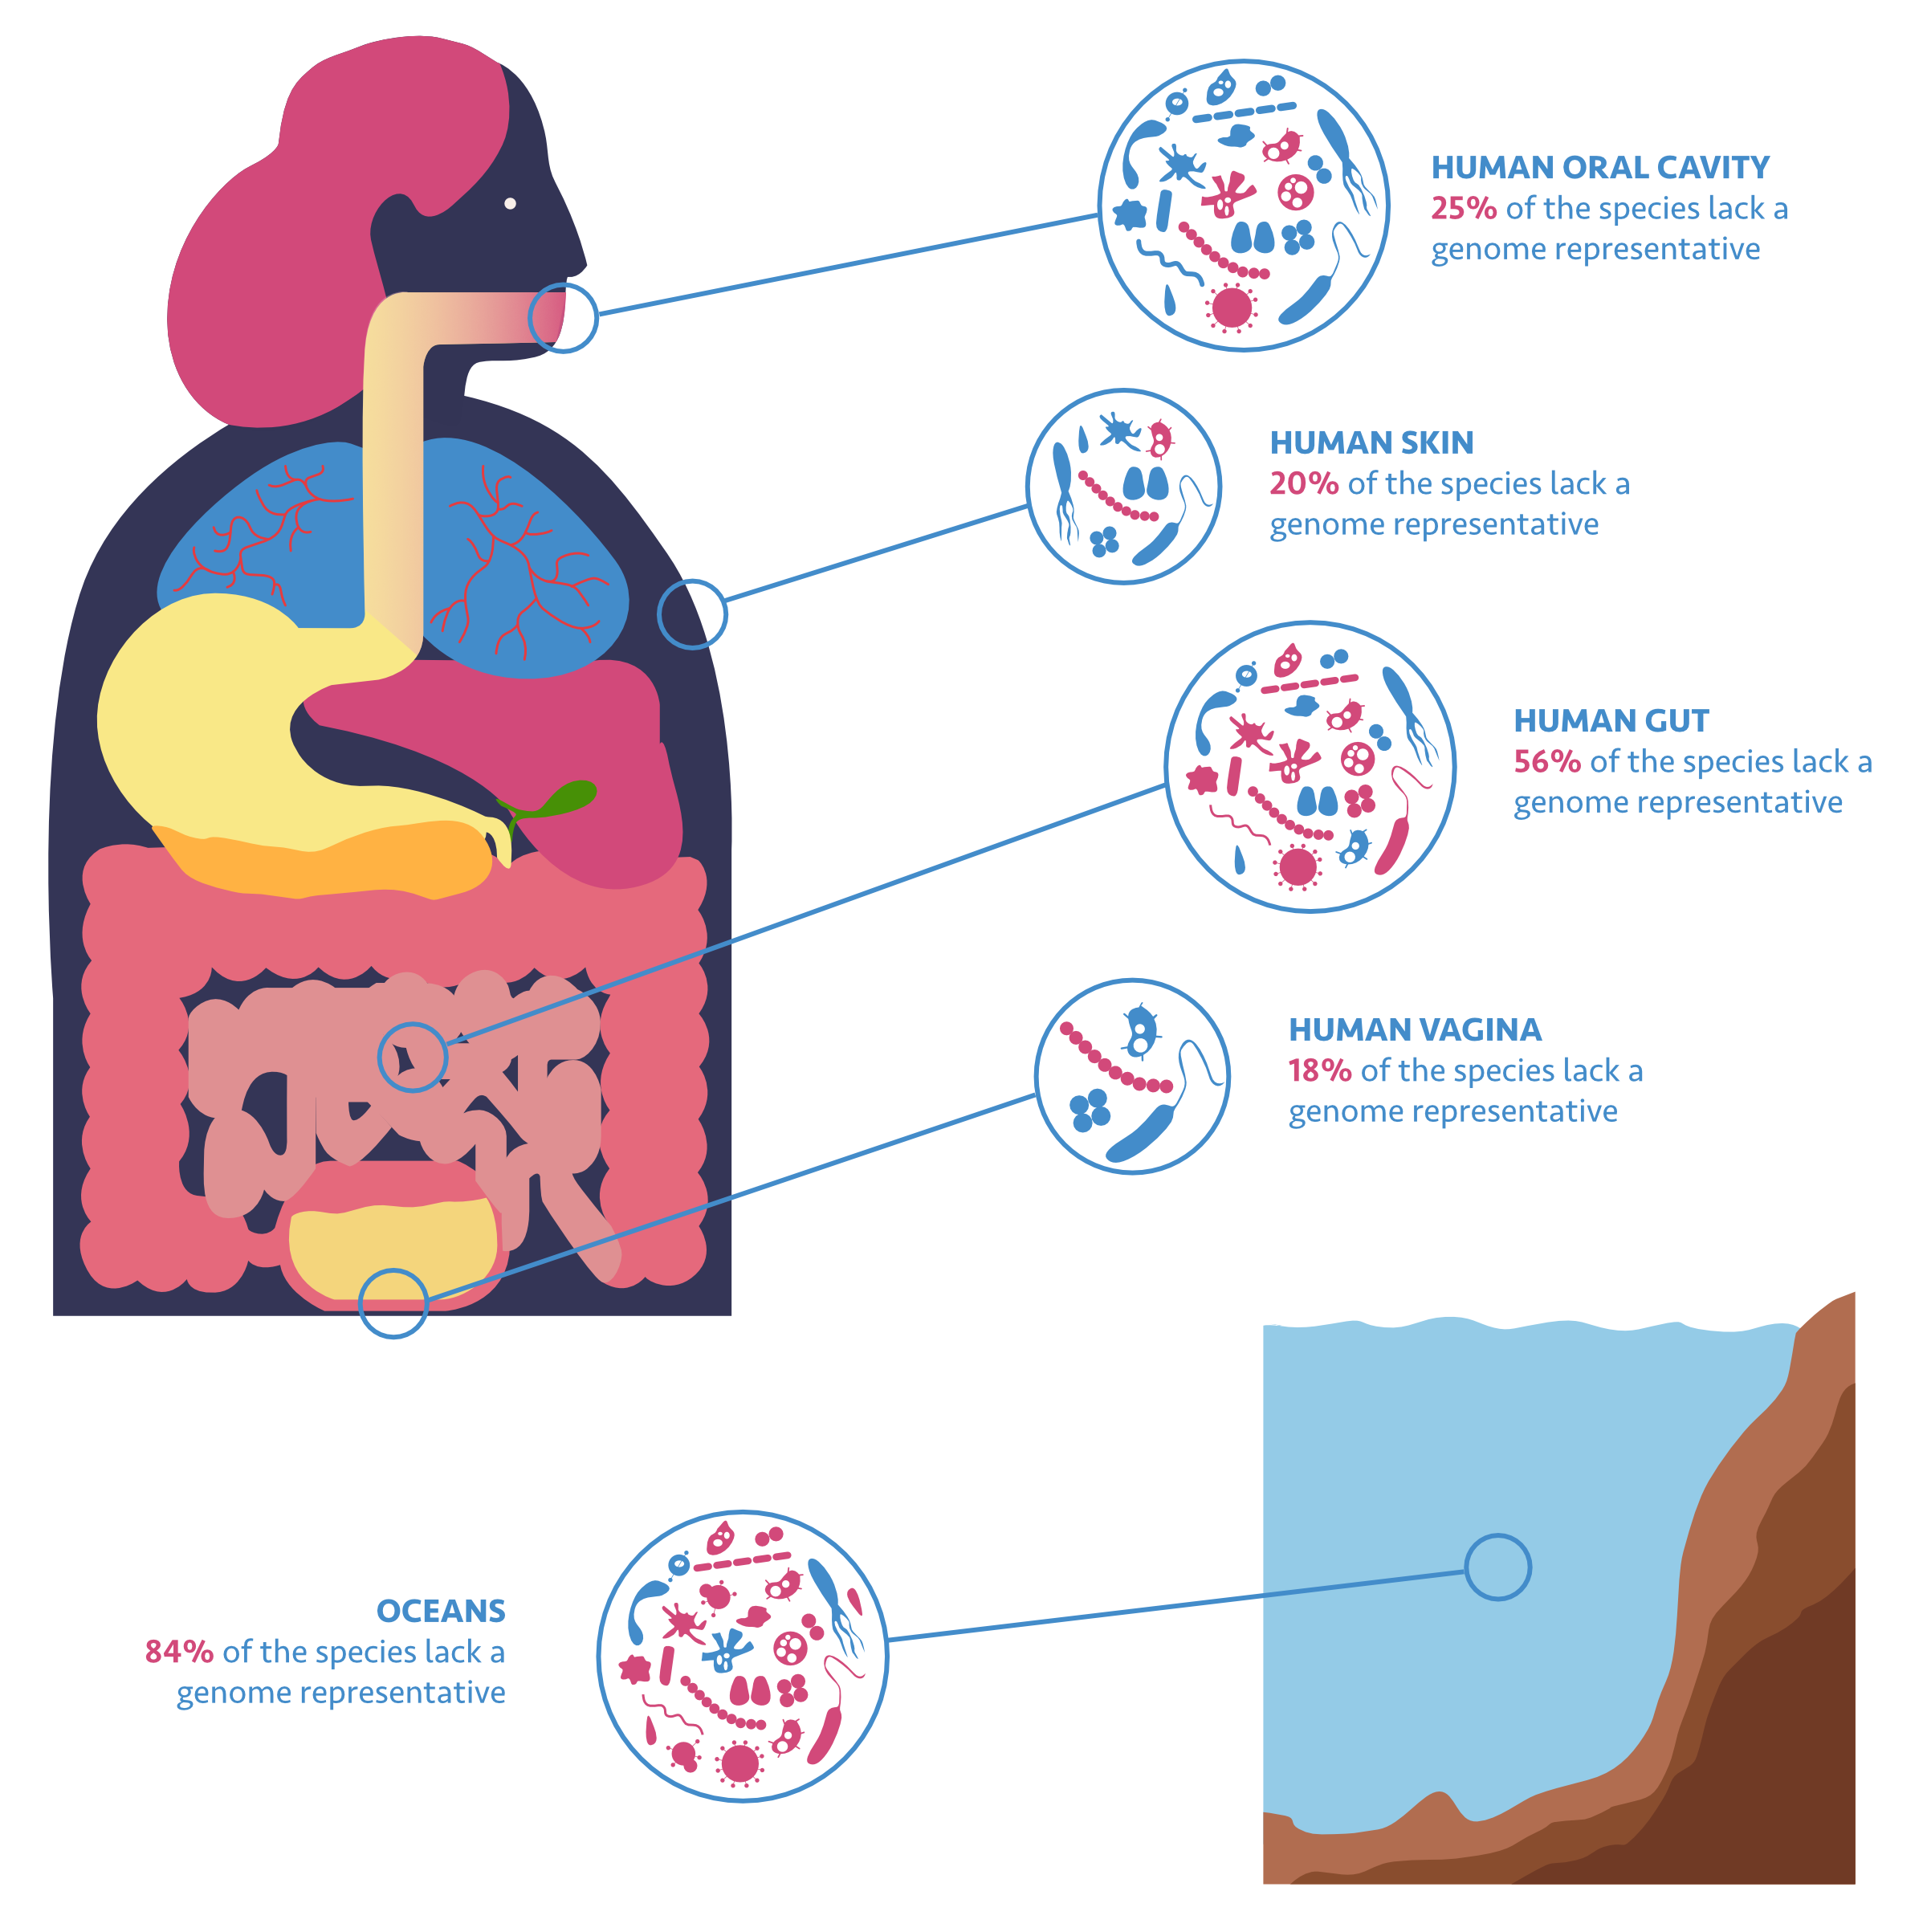 HUMAN ORAL CAVITY
25% of the species lack a
genome representative
HUMAN SKIN
20% of the species lack a
genome representative
HUMAN GUT
56% of the species lack a
genome representative
HUMAN VAGINA
18% of the species lack a
genome representative
OCEANS
84% of the species lack a
genome representative